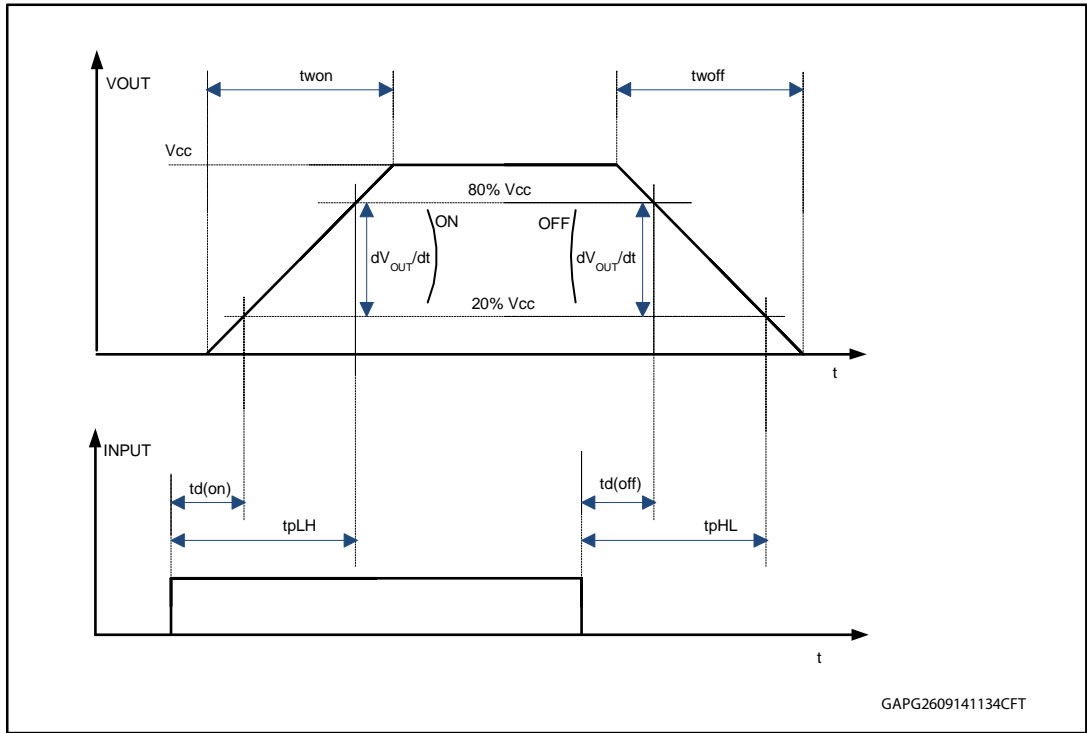 VOUT
twon
twoff
Vcc
80% Vcc
ON
OFF
dVOUT/dt
dVOUT/dt
20% Vcc
t
INPUT
td(on)
td(off)
tpLH
tpHL
t
GAPG2609141134CFT